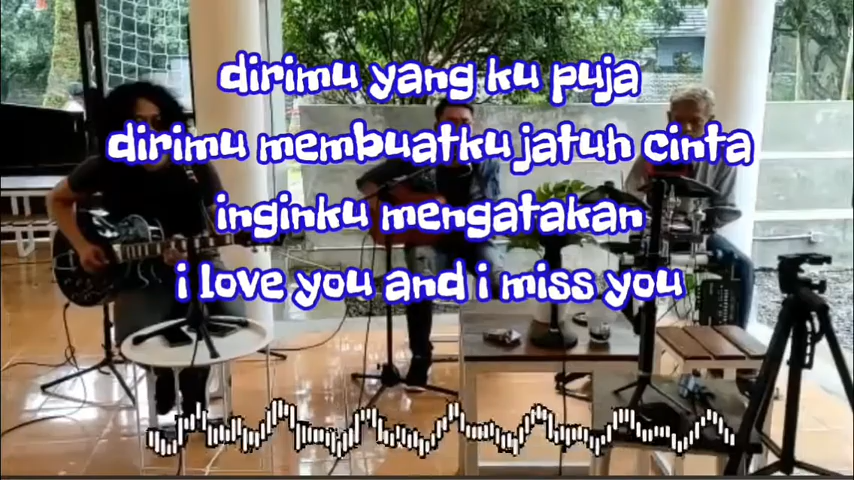 dirimu yang ku puja
dirimu membuatku jatuh cinta
inginku mengatakan
i love you and i miss you